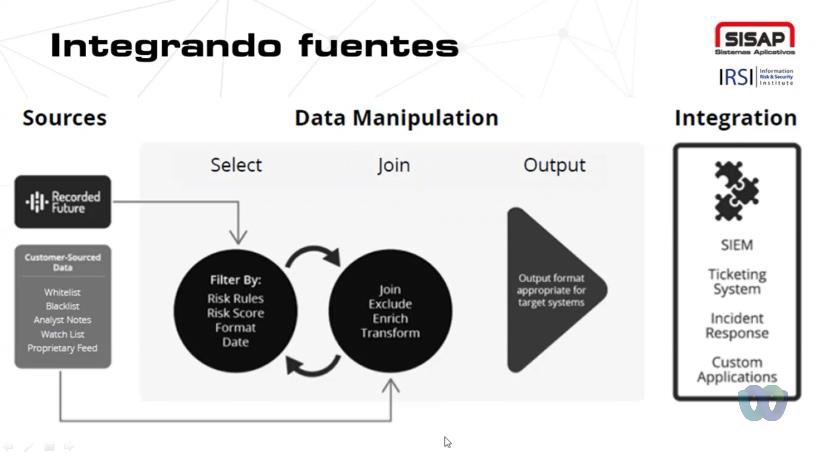 Integrando fuentes
SISAP
Sistemas Aplicativos
IRSI
Information
Risk & Security
Institute
Sources
Data Manipulation
Integration
Select
Join
Output
Recorded
Future
Customer-Sourced
Data
Whitelist
Blacklist
Analyst Notes
Watch List
Proprietary Feed
Filter By:
Risk Rules
Risk Score
Format
Date
Join
Exclude
Enrich
Transform
Output format
appropriate for
target systems
SIEM
Ticketing
System
Incident
Response
Custom
Applications